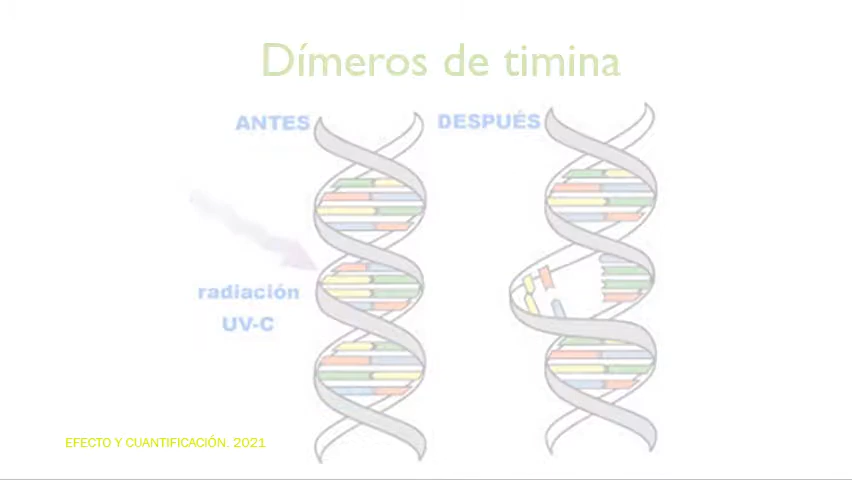 Dímeros de timina
ANTES
DESPUÉS
radiación
UV-C
EFECTO Y CUANTIFICACIÓN. 2021